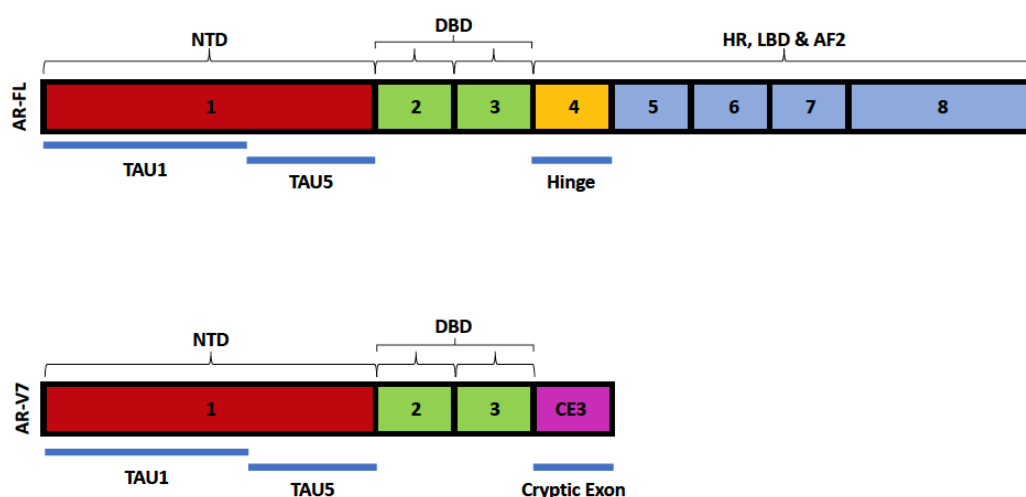 NTD
DBD
HR, LBD & AF2
AR-FL
1
2
3
4
5
6
7
8
TAU1
TAU5
Hinge
NTD
DBD
AR-V7
1
2
3
CE3
TAU1
TAU5
Cryptic Exon